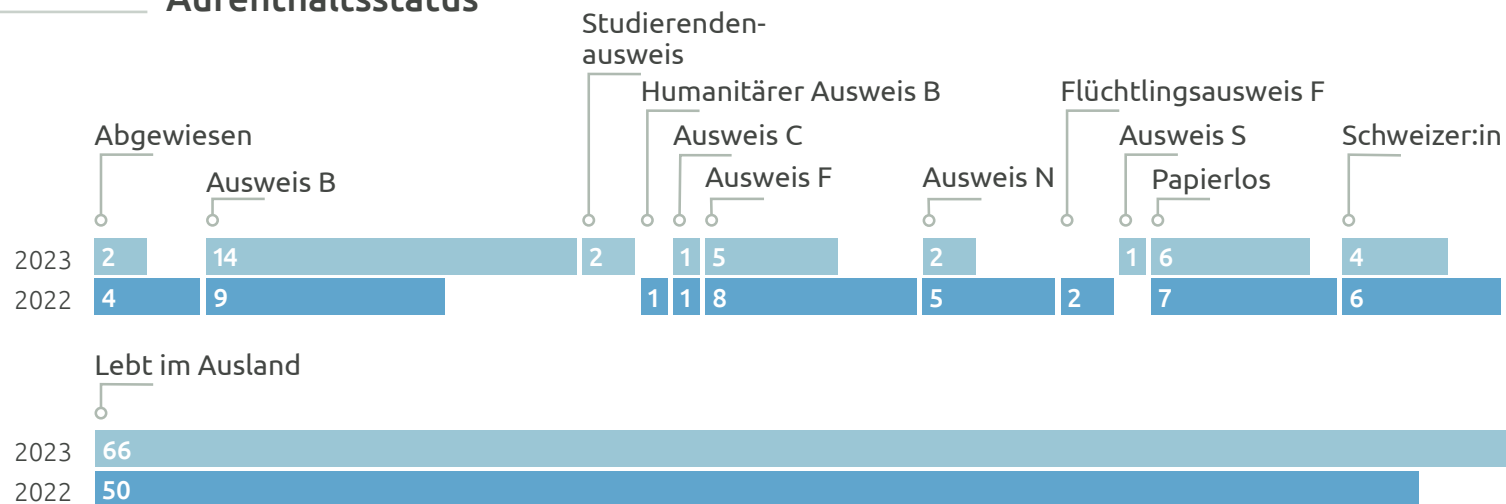 Aufenthaltsstatus
Studierenden-
ausweis
Humanitärer Ausweis B
Flüchtlingsausweis F
Abgewiesen
Ausweis C
Ausweis S
Schweizer:in
Ausweis B
Ausweis F
Ausweis N
Papierlos
2023 2 14 2 1 5 2 1 6 4
2022 4 9 1 1 8 5 2 7 6
Lebt im Ausland
2023 66
2022 50